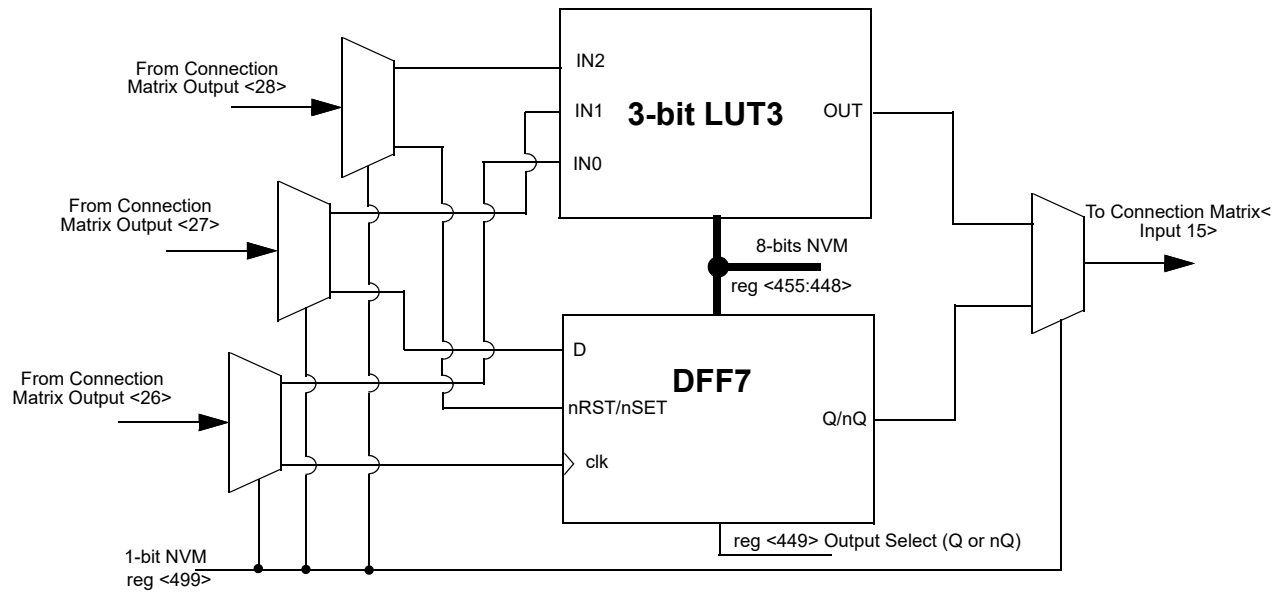 From Connection
Matrix Output <28>
IN2
IN1
IN0
3-bit LUT3
OUT
From Connection
Matrix Output <27>
To Connection Matrix<
Input 15>
8-bits NVM
reg <455:448>
From Connection
Matrix Output <26>
D
DFF7
nRST/nSET
Q/nQ
clk
reg <449> Output Select (Q or nQ)
1-bit NVM
reg <499>